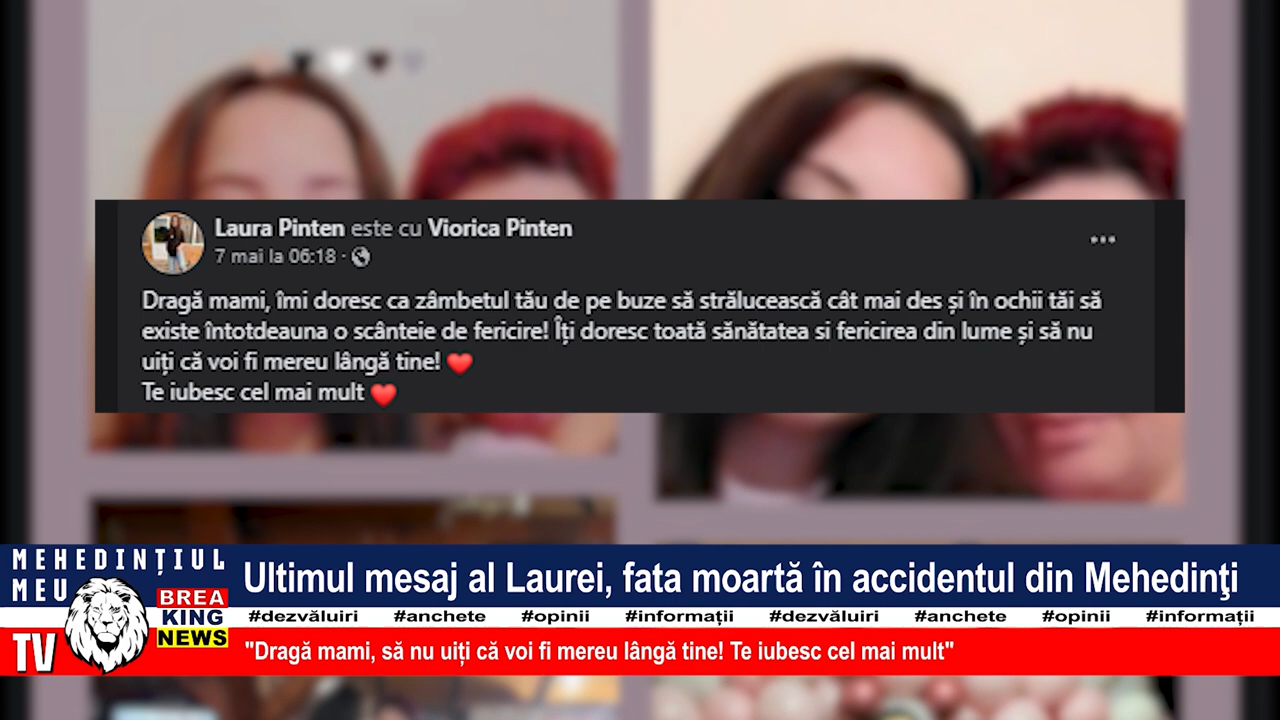 Laura Pinten este cu Viorica Pinten
7 mai la 06:18 ·
Dragă mami, îmi doresc ca zâmbetul tău de pe buze să strălucească cât mai des și în ochii tăi să
existe întotdeauna o scânteie de fericire! Îți doresc toată sănătatea si fericirea din lume și să nu
uiți că voi fi mereu lângă tine! ❤️
Te iubesc cel mai mult ❤️
MEHEDINȚIUL
MEU
TV
BREA
KING
NEWS
Ultimul mesaj al Laurei, fata moartă în accidentul din Mehedinţi
#dezvăluiri #anchete #opinii #informații #dezvăluiri #anchete #opinii #informații
"Dragă mami, să nu uiți că voi fi mereu lângă tine! Te iubesc cel mai mult"